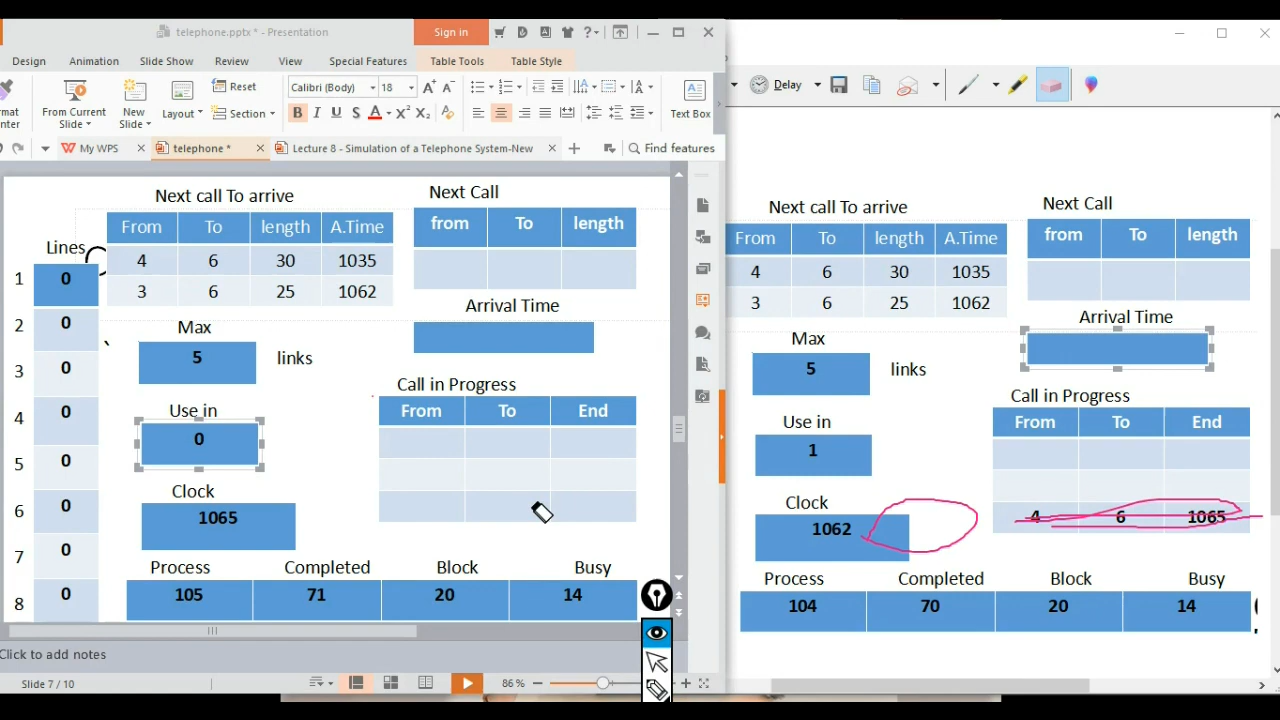 telephone.pptx * - Presentation
Sign in
Design Animation Slide Show Review View Special Features Table Tools Table Style
From Current Slide
New Slide
Layout
Reset
Section
Calibri (Body) 18
Text Box
Delay
My WPS
telephone *
Lecture 8 - Simulation of a Telephone System-New
Find features
Next call To arrive
From To length A.Time
4 6 30 1035
3 6 25 1062
Next Call
from To length
Arrival Time
Lines
1 0
2 0
3 0
4 0
5 0
6 0
7 0
8 0
Max
5
links
Use in
0
Clock
1065
Call in Progress
From To End
Process Completed Block Busy
105 71 20 14
Click to add notes
Slide 7 / 10
86 %
Next call To arrive
From To length A.Time
4 6 30 1035
3 6 25 1062
Next Call
from To length
Arrival Time
Max
5
links
Use in
1
Clock
1062
Call in Progress
From To End
4 6 1065
Process Completed Block Busy
104 70 20 14